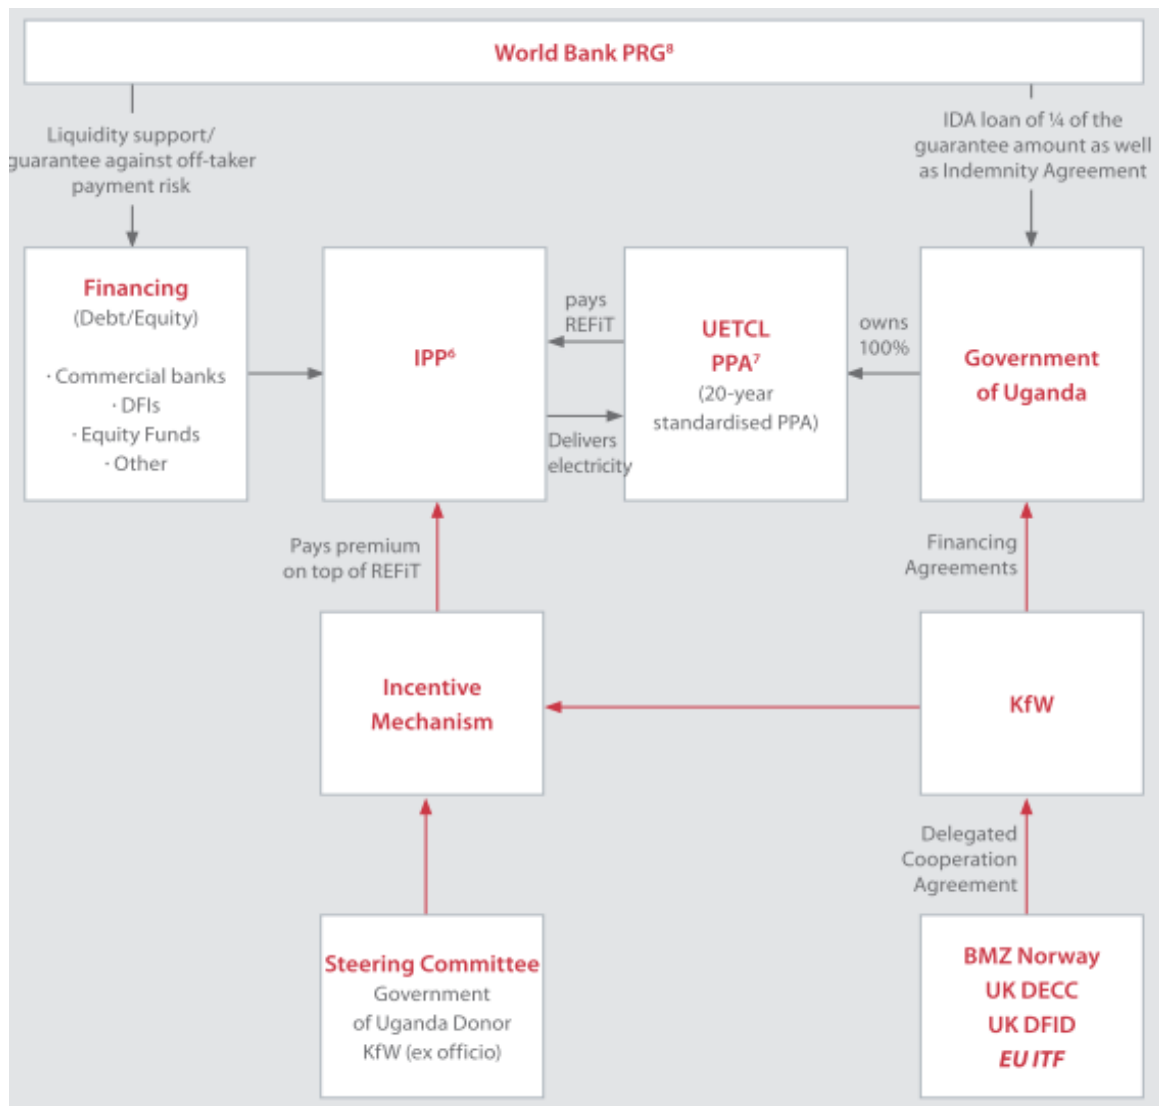 World Bank PRG⁸
Liquidity support/
guarantee against off-taker
payment risk
IDA loan of ¼ of the
guarantee amount as well
as Indemnity Agreement
Financing
(Debt/Equity)
· Commercial banks
· DFIs
· Equity Funds
· Other
IPP⁶
pays
REFiT
Delivers
electricity
UETCL
PPA⁷
(20-year
standardised PPA)
owns
100%
Government
of Uganda
Pays premium
on top of REFiT
Financing
Agreements
Incentive
Mechanism
KfW
Delegated
Cooperation
Agreement
Steering Committee
Government
of Uganda Donor
KfW (ex officio)
BMZ Norway
UK DECC
UK DFID
EU ITF